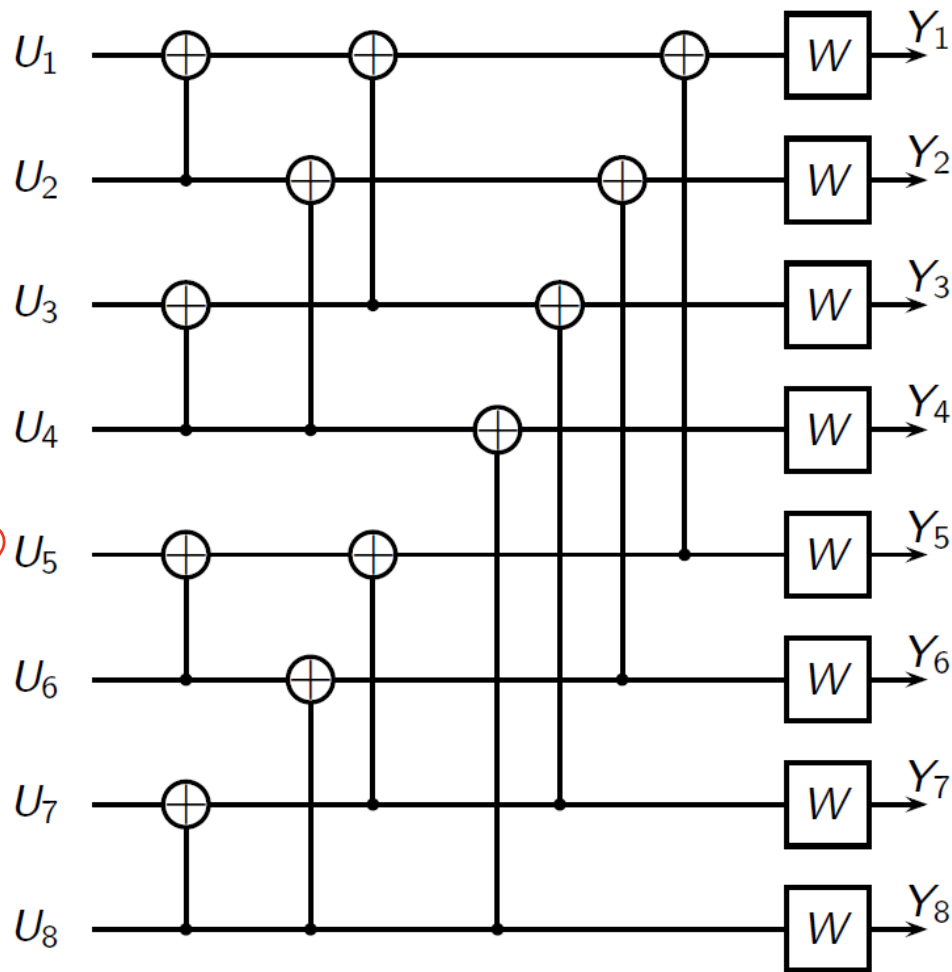 U₁ W Y₁
U₂ W Y₂
U₃ W Y₃
U₄ W Y₄
U₅ W Y₅
U₆ W Y₆
U₇ W Y₇
U₈ W Y₈